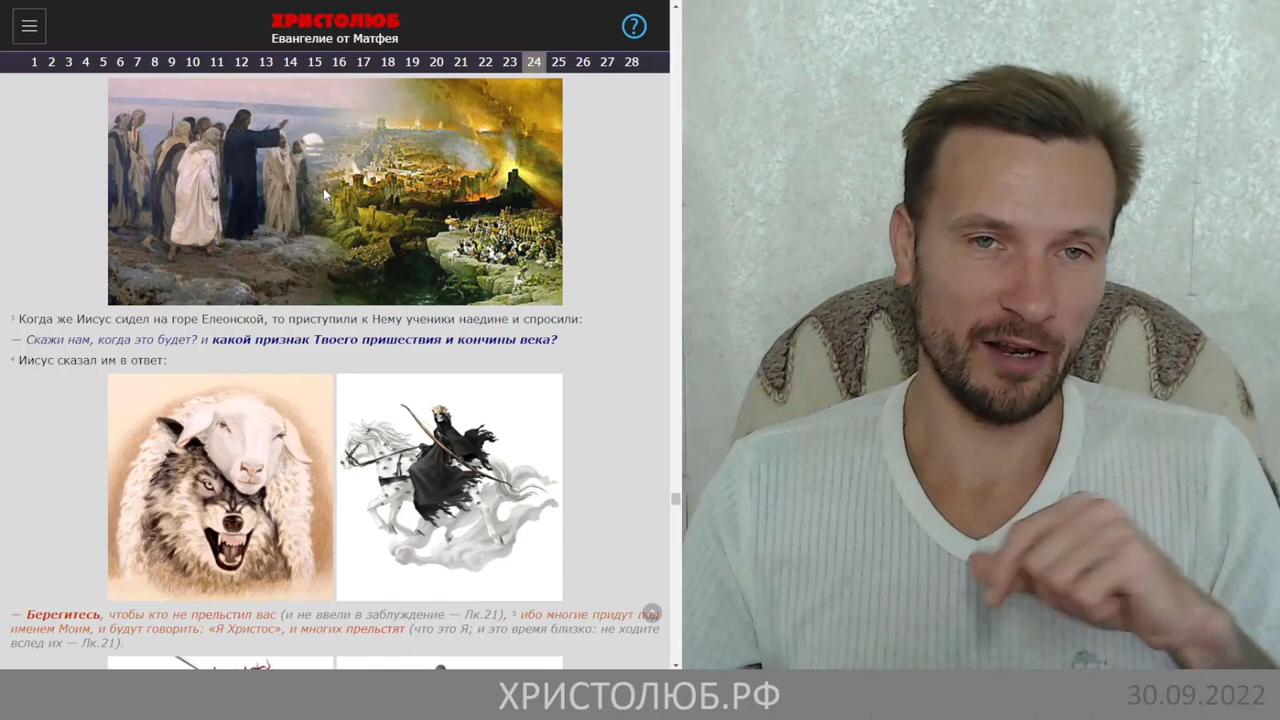 ХРИСТОЛЮБ
Евангелие от Матфея
?
1 2 3 4 5 6 7 8 9 10 11 12 13 14 15 16 17 18 19 20 21 22 23 24 25 26 27 28
3 Когда же Иисус сидел на горе Елеонской, то приступили к Нему ученики наедине и спросили:
— Скажи нам, когда это будет? и какой признак Твоего пришествия и кончины века?
4 Иисус сказал им в ответ:
— Берегитесь, чтобы кто не прельстил вас (и не ввели в заблуждение — Лк.21), 5 ибо многие придут под
именем Моим, и будут говорить: «Я Христос», и многих прельстят (что это Я; и это время близко: не ходите
вслед их — Лк.21).
ХРИСТОЛЮБ.РФ
30.09.2022